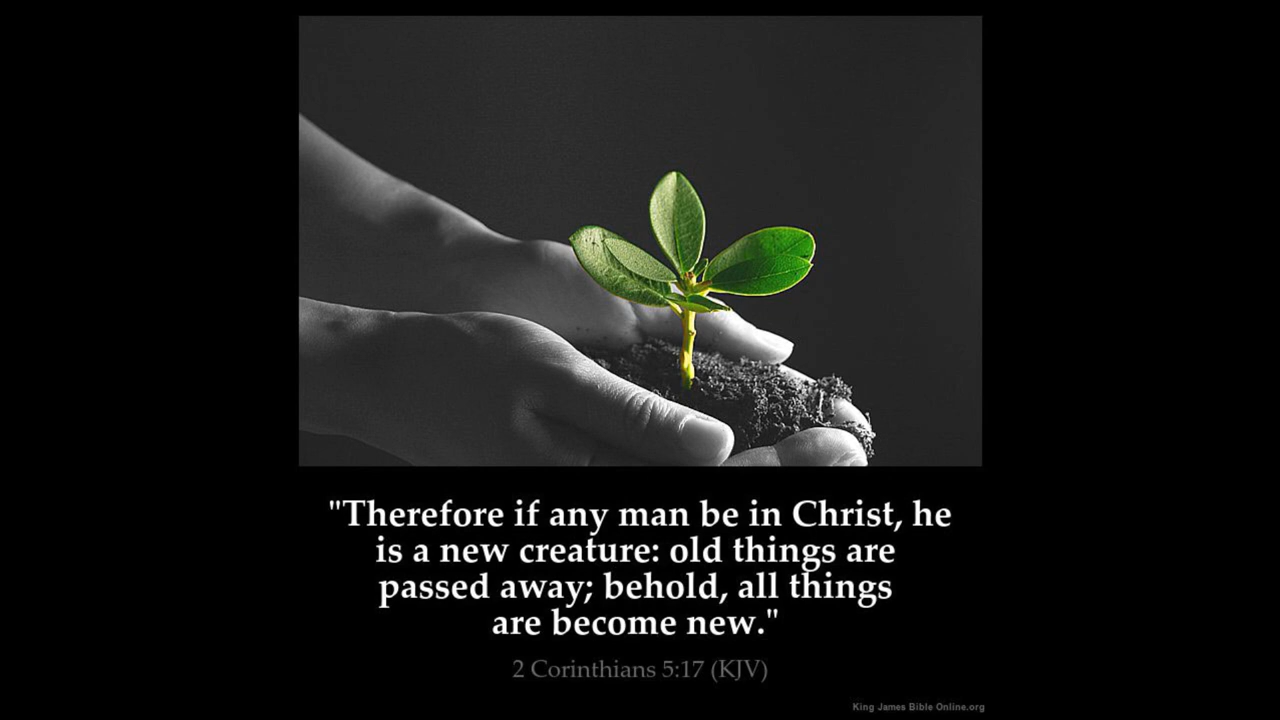 "Therefore if any man be in Christ, he
is a new creature: old things are
passed away; behold, all things
are become new."
2 Corinthians 5:17 (KJV)
King James Bible Online.org